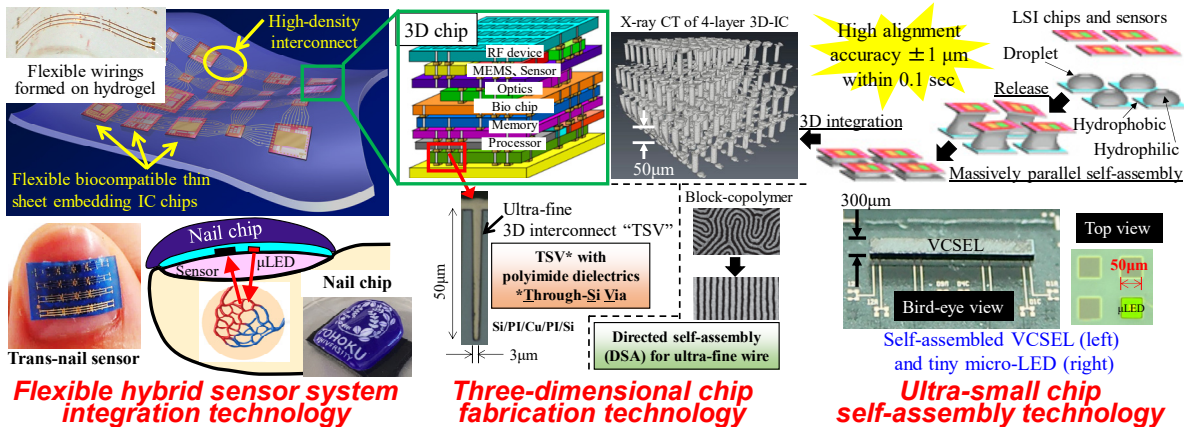 High-density
interconnect
Flexible wirings
formed on hydrogel
Flexible biocompatible thin
sheet embedding IC chips
Nail chip
Sensor
μLED
Nail chip
TOHOKU
UNIVERSITY
Trans-nail sensor
Flexible hybrid sensor system
integration technology
3D chip
RF device
MEMS、Sensor
Optics
Bio chip
Memory
Processor
X-ray CT of 4-layer 3D-IC
50μm
Ultra-fine
3D interconnect “TSV”
50μm
TSV* with
polyimide dielectrics
*Through-Si Via
Si/PI/Cu/PI/Si
3μm
Block-copolymer
Directed self-assembly
(DSA) for ultra-fine wire
Three-dimensional chip
fabrication technology
High alignment
accuracy ±1 μm
within 0.1 sec
LSI chips and sensors
Droplet
Release
Hydrophobic
Hydrophilic
3D integration
Massively parallel self-assembly
300μm
VCSEL
Bird-eye view
Top view
50μm
μLED
Self-assembled VCSEL (left)
and tiny micro-LED (right)
Ultra-small chip
self-assembly technology